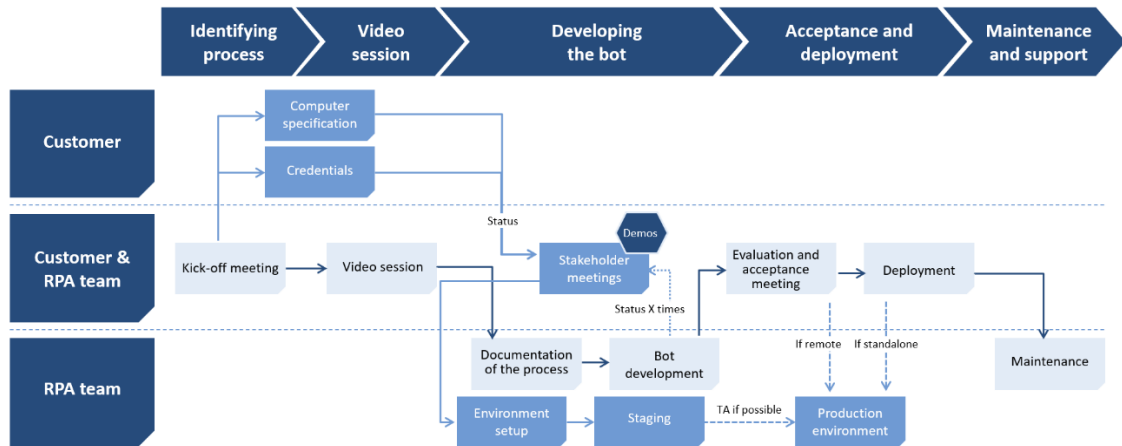 Identifying
process
Video
session
Developing
the bot
Acceptance and
deployment
Maintenance
and support
Customer
Computer
specification
Credentials
Status
Customer &
RPA team
Kick-off meeting
Video session
Stakeholder
meetings
Demos
Status X times
Evaluation and
acceptance
meeting
Deployment
RPA team
Documentation
of the process
Bot
development
If remote
If standalone
Maintenance
Environment
setup
Staging
TA if possible
Production
environment